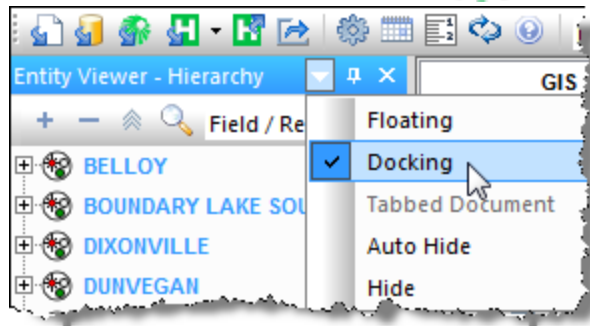 Entity Viewer - Hierarchy
GIS
Field / Re
Floating
BELLOY
Docking
BOUNDARY LAKE SOU
Tabbed Document
DIXONVILLE
Auto Hide
DUNVEGAN
Hide